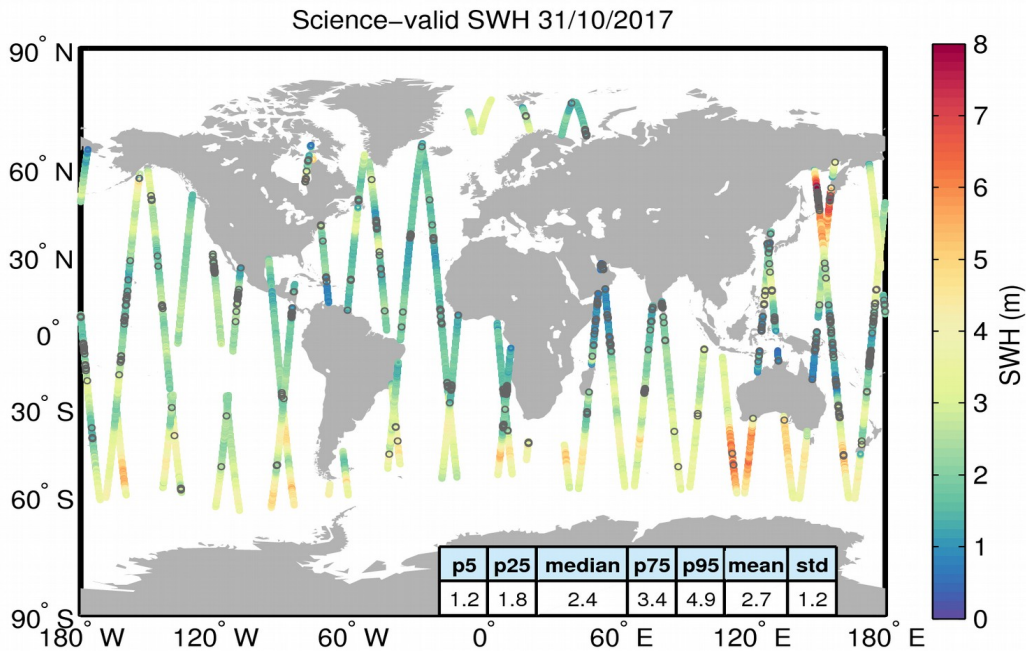 Science−valid SWH 31/10/2017
90° N
60° N
30° N
0°
30° S
60° S
90° S
180° W
120° W
60° W
0°
60° E
120° E
180° E
p5 p25 median p75 p95 mean std
1.2 1.8 2.4 3.4 4.9 2.7 1.2
8
7
6
5
4
3
2
1
0
SWH (m)